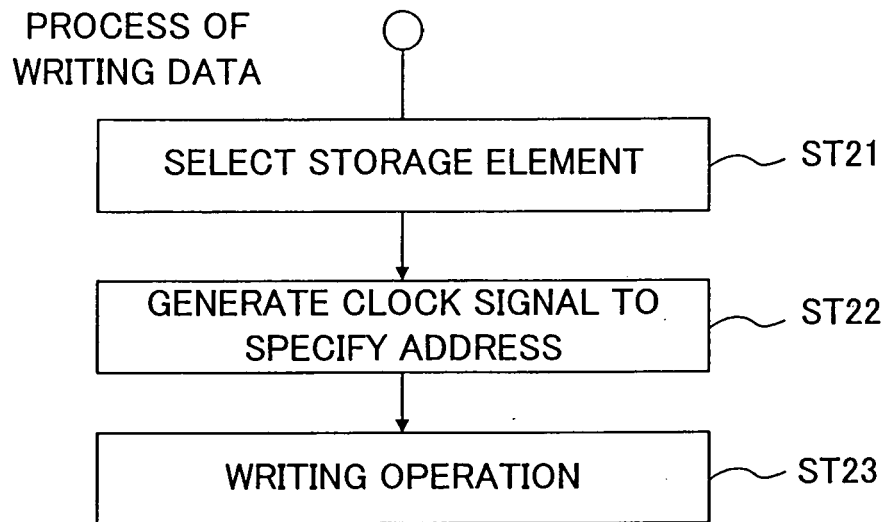 PROCESS OF
WRITING DATA
SELECT STORAGE ELEMENT
ST21
GENERATE CLOCK SIGNAL TO
SPECIFY ADDRESS
ST22
WRITING OPERATION
ST23